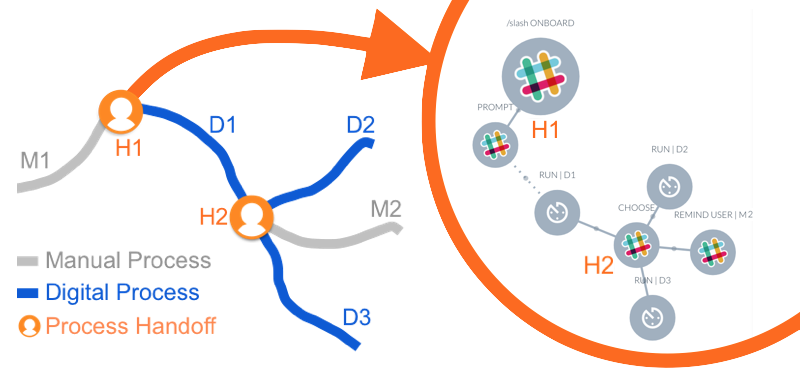 M1
H1
D1
D2
H2
M2
D3
Manual Process
Digital Process
Process Handoff
/slash ONBOARD
PROMPT
H1
RUN | D1
RUN | D2
CHOOSE
REMIND USER | M2
H2
RUN | D3